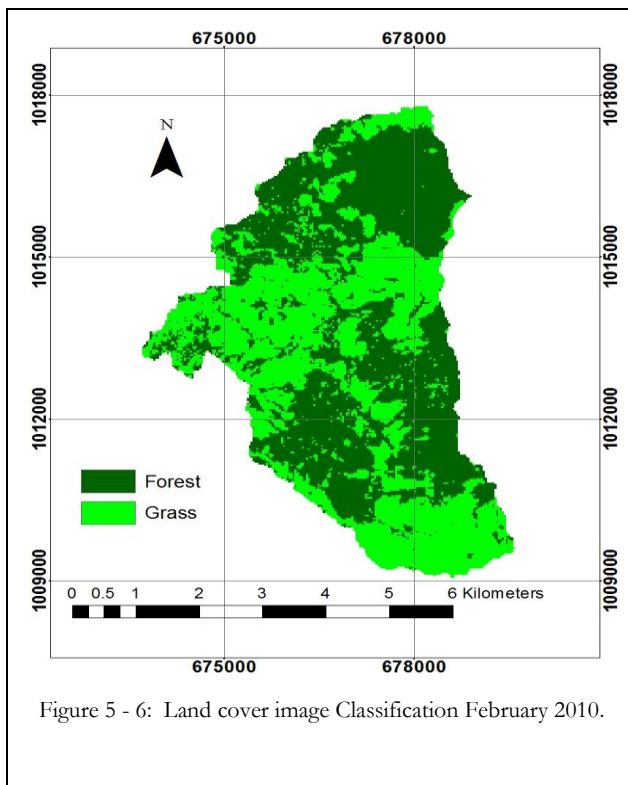 675000 678000
1018000 1018000
N
1015000 1015000
1012000 1012000
Forest
Grass
1009000 1009000
0 0.5 1 2 3 4 5 6 Kilometers
675000 678000
Figure 5 - 6: Land cover image Classification February 2010.